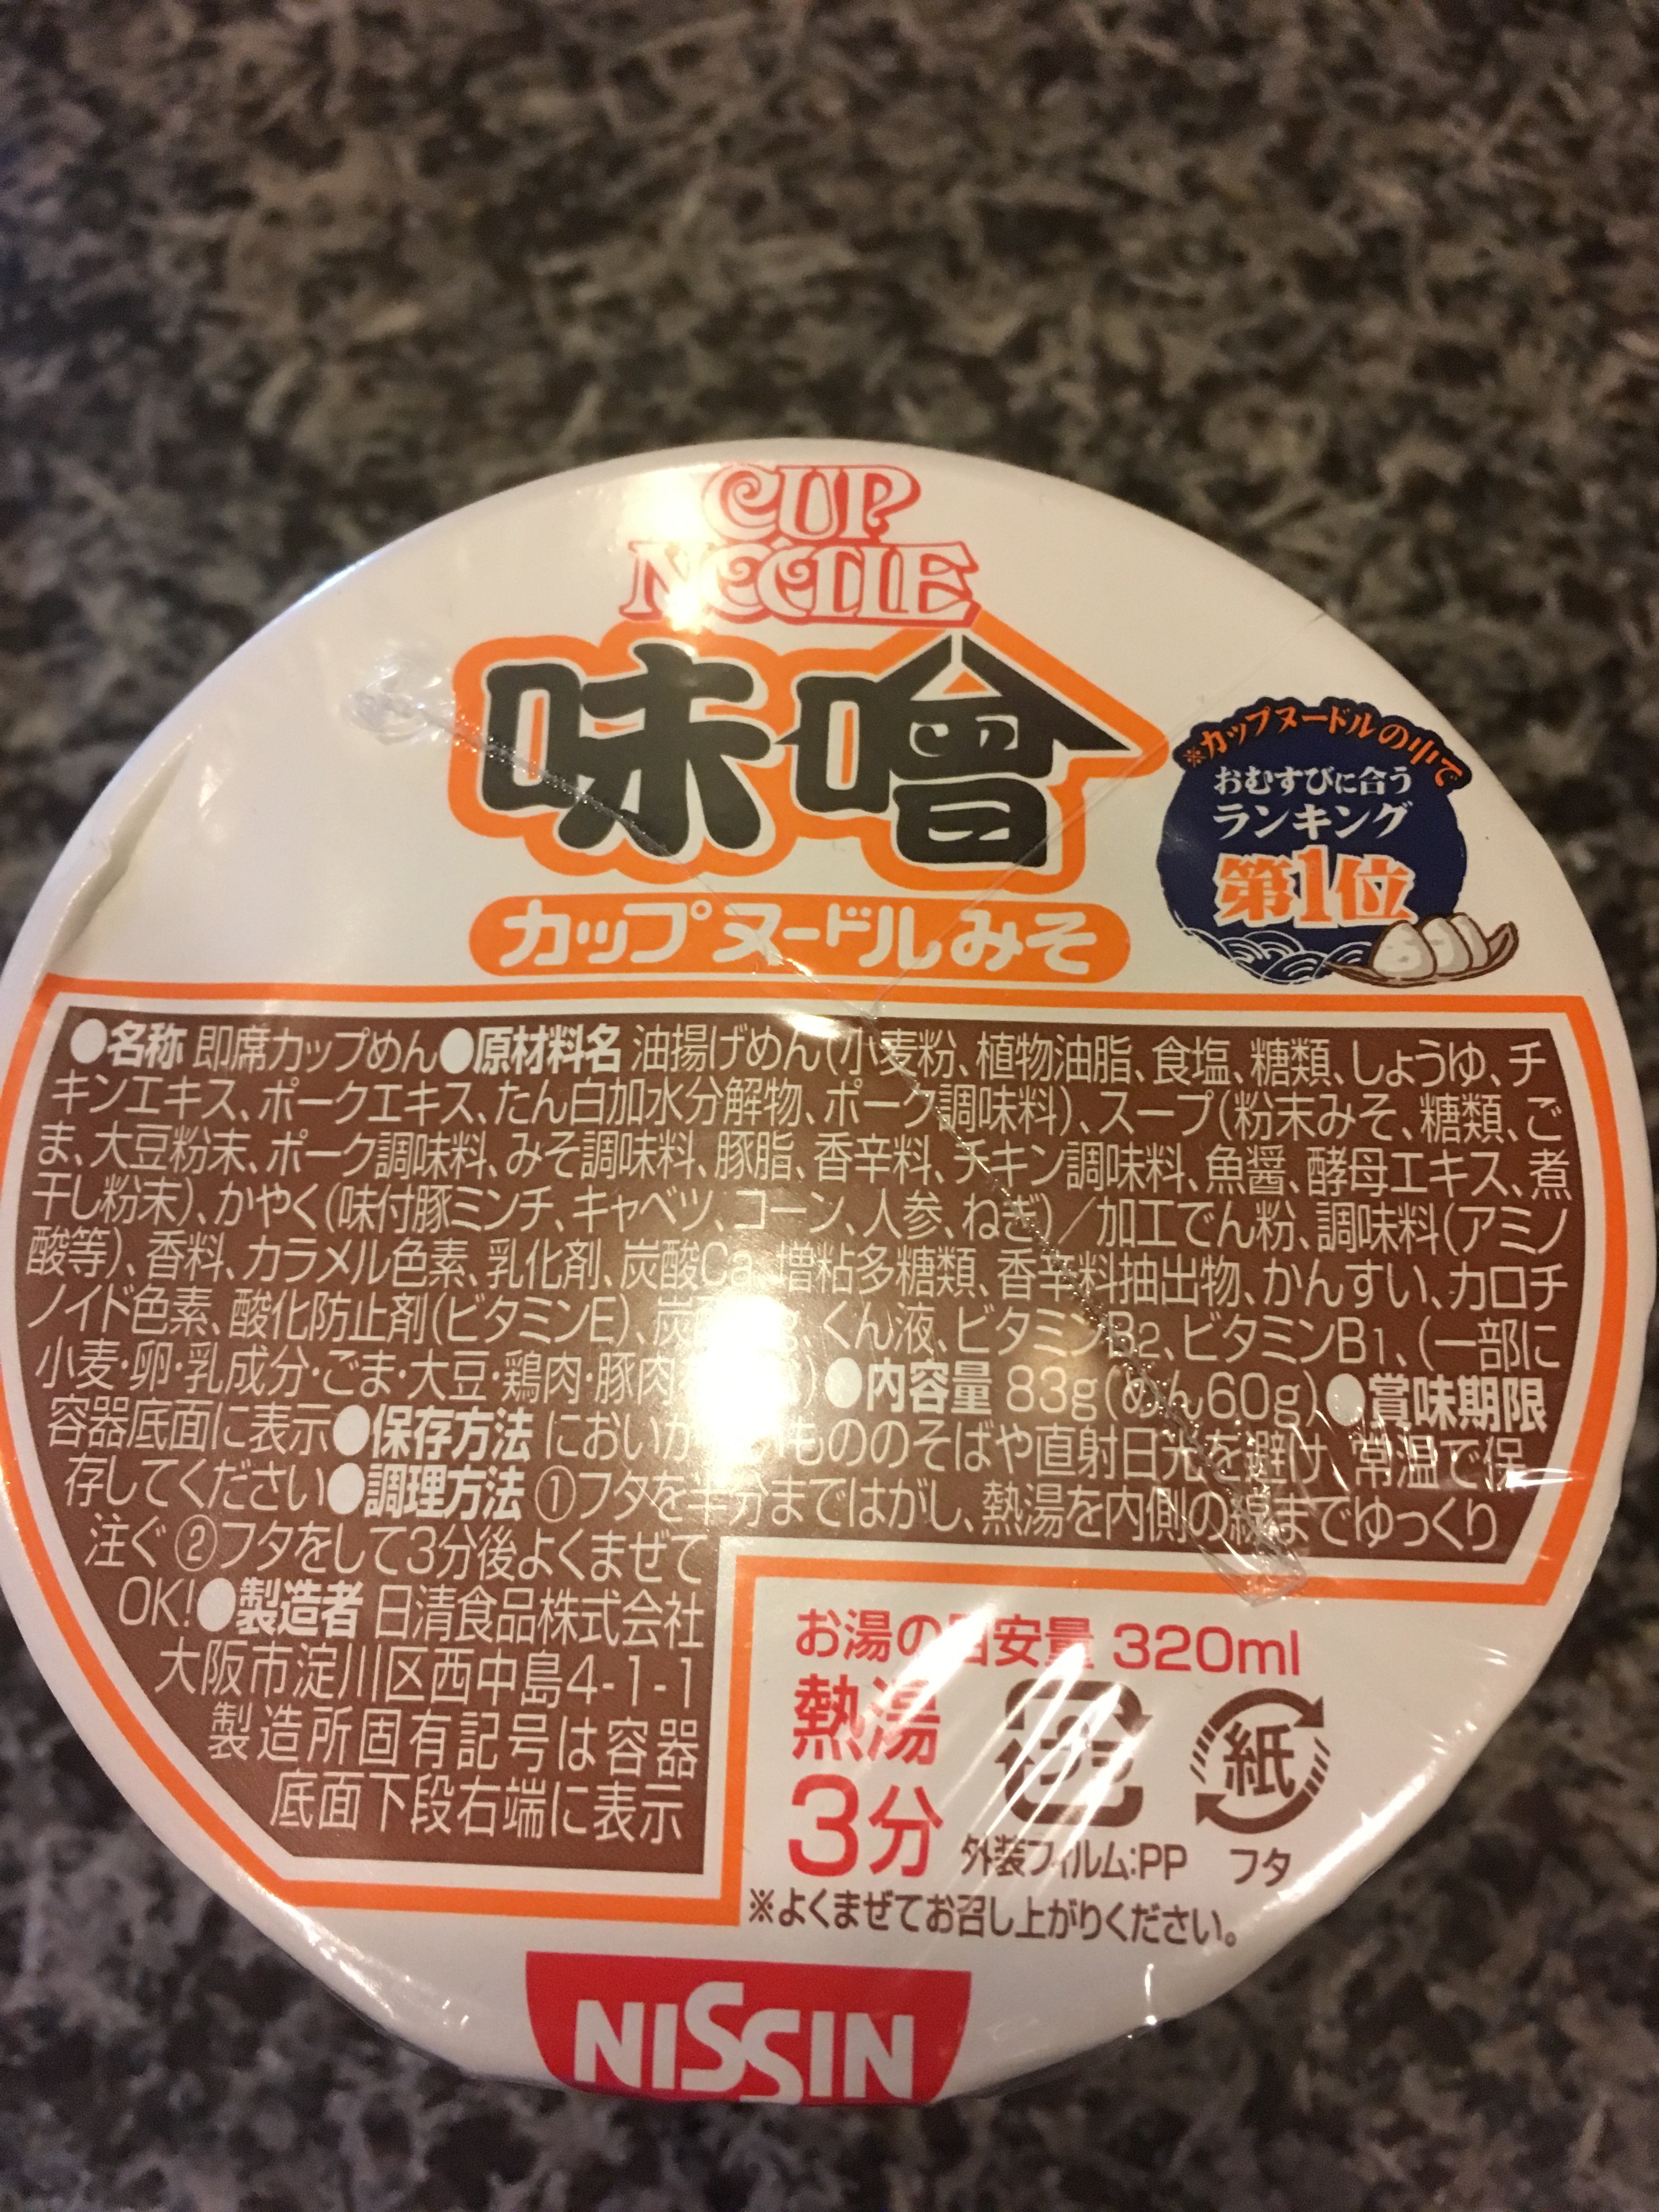 CUP
NOODLE
味噌
カップヌードルみそ
※カップヌードルの中で
おむすびに合う
ランキング
第1位
●名称 即席カップめん●原材料名 油揚げめん(小麦粉、植物油脂、食塩、糖類、しょうゆ、チ
キンエキス、ポークエキス、たん白加水分解物、ポーク調味料)、スープ(粉末みそ、糖類、ご
ま、大豆粉末、ポーク調味料、みそ調味料、豚脂、香辛料、チキン調味料、魚醤、酵母エキス、煮
干し粉末)、かやく(味付豚ミンチ、キャベツ、コーン、人参、ねぎ)/加工でん粉、調味料(アミノ
酸等)、香料、カラメル色素、乳化剤、炭酸Ca、増粘多糖類、香辛料抽出物、かんすい、カロチ
ノイド色素、酸化防止剤(ビタミンE)、くん液、ビタミンB2、ビタミンB1、(一部に
小麦・卵・乳成分・ごま・大豆・鶏肉・豚肉)●内容量 83g(めん60g)●賞味期限
容器底面に表示●保存方法 においが もののそばや直射日光を避け、常温で保
存してください●調理方法 ①フタを半分まではがし、熱湯を内側の線までゆっくり
注ぐ ②フタをして3分後よくまぜて
OK!●製造者 日清食品株式会社
大阪市淀川区西中島4-1-1
製造所固有記号は容器
底面下段右端に表示
お湯の目安量 320ml
熱湯
3分
プラ
紙
外装フィルム:PP フタ
※よくまぜてお召し上がりください。
NISSIN